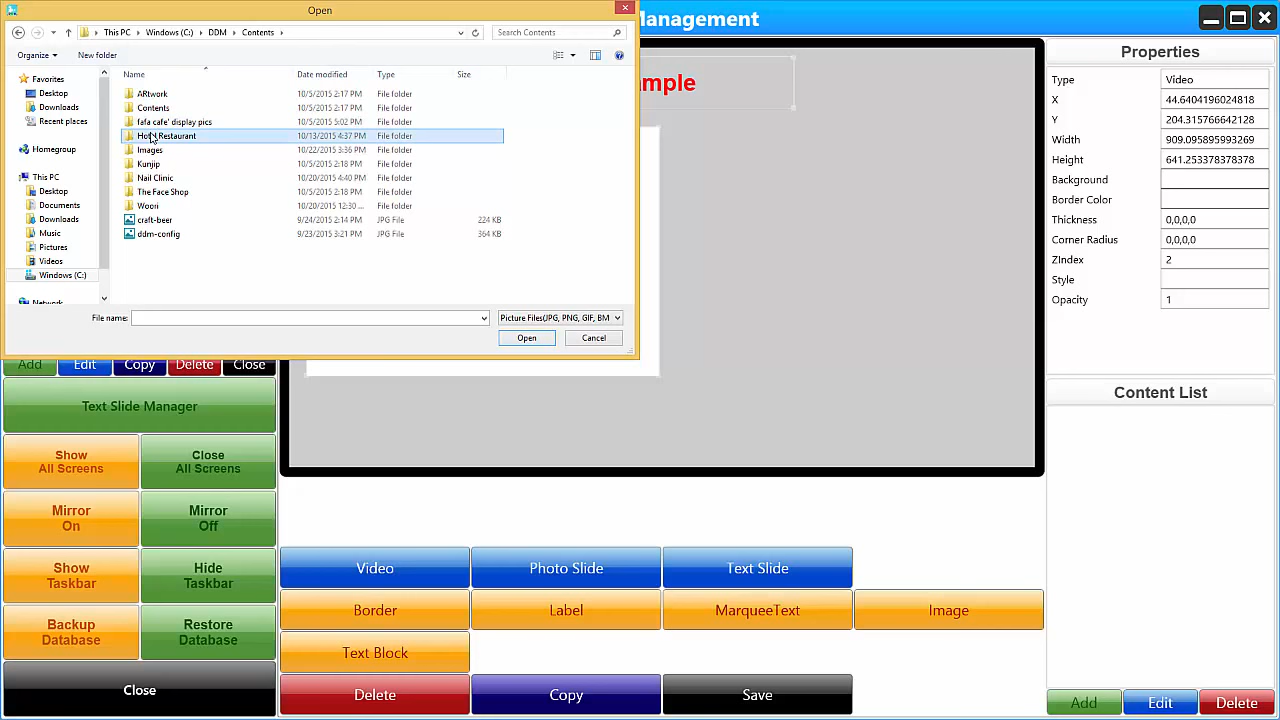 Open
Management
This PC Windows (C:) DDM Contents
Search Contents
Organize New folder
Name Date modified Type Size
Favorites
Desktop
Downloads
Recent places
Homegroup
This PC
Desktop
Documents
Downloads
Music
Pictures
Videos
Windows (C:)
Network
ARtwork 10/5/2015 2:17 PM File folder
Contents 10/5/2015 2:17 PM File folder
fafa cafe' display pics 10/5/2015 5:02 PM File folder
Hotel Restaurant 10/13/2015 4:37 PM File folder
Images 10/22/2015 3:36 PM File folder
Kunjip 10/5/2015 2:18 PM File folder
Nail Clinic 10/20/2015 4:40 PM File folder
The Face Shop 10/5/2015 2:18 PM File folder
Woori 10/20/2015 12:30 ... File folder
craft-beer 9/24/2015 2:14 PM JPG File 224 KB
ddm-config 9/23/2015 3:21 PM JPG File 364 KB
File name:
Picture Files(JPG, PNG, GIF, BM
Open Cancel
mple
Add Edit Copy Delete Close
Text Slide Manager
Show All Screens
Close All Screens
Mirror On
Mirror Off
Show Taskbar
Hide Taskbar
Backup Database
Restore Database
Close
Video Photo Slide Text Slide
Border Label MarqueeText Image
Text Block
Delete Copy Save
Properties
Type Video
X 44.6404196024818
Y 204.315766642128
Width 909.095895993269
Height 641.253378378378
Background
Border Color
Thickness 0,0,0,0
Corner Radius 0,0,0,0
ZIndex 2
Style
Opacity 1
Content List
Add Edit Delete